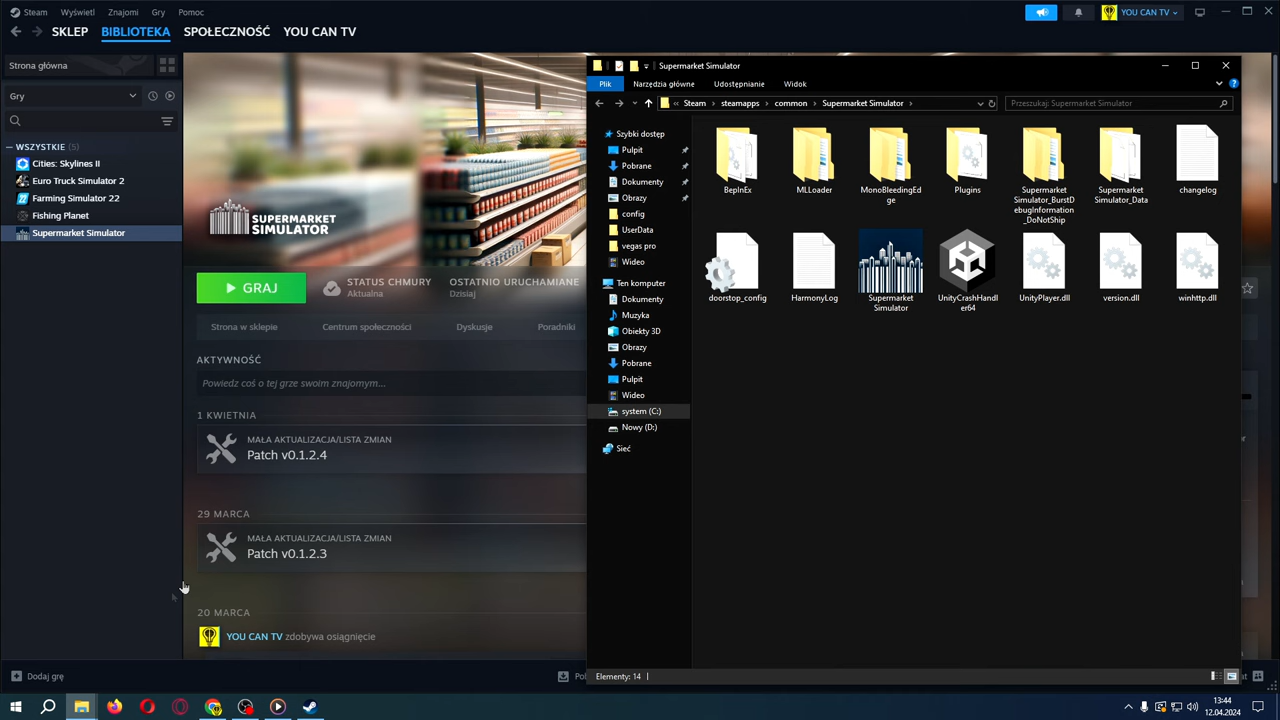 Steam Wyświetl Znajomi Gry Pomoc
YOU CAN TV
SKLEP BIBLIOTEKA SPOŁECZNOŚĆ YOU CAN TV
Strona główna
Gry
WSZYSTKIE (5)
Cities: Skylines II
Euro Truck Simulator 2
Farming Simulator 22
Fishing Planet
Supermarket Simulator
SUPERMARKET
SIMULATOR
GRAJ
STATUS CHMURY
Aktualna
OSTATNIO URUCHAMIANE
Dzisiaj
Strona w sklepie Centrum społeczności Dyskusje Poradniki
AKTYWNOŚĆ
Powiedz coś o tej grze swoim znajomym...
1 KWIETNIA
MAŁA AKTUALIZACJA/LISTA ZMIAN
Patch v0.1.2.4
29 MARCA
MAŁA AKTUALIZACJA/LISTA ZMIAN
Patch v0.1.2.3
20 MARCA
YOU CAN TV zdobywa osiągnięcie
Dodaj grę
Supermarket Simulator
Plik Narzędzia główne Udostępnianie Widok
« Steam › steamapps › common › Supermarket Simulator ›
Przeszukaj: Supermarket Simulator
Szybki dostęp
Pulpit
Pobrane
Dokumenty
Obrazy
config
UserData
vegas pro
Wideo
Ten komputer
Dokumenty
Muzyka
Obiekty 3D
Obrazy
Pobrane
Pulpit
Wideo
system (C:)
Nowy (D:)
Sieć
BepInEx
MLLoader
MonoBleedingEd
ge
Plugins
Supermarket
Simulator_BurstD
ebugInformation
_DoNotShip
Supermarket
Simulator_Data
changelog
doorstop_config
HarmonyLog
Supermarket
Simulator
UnityCrashHandl
er64
UnityPlayer.dll
version.dll
winhttp.dll
Elementy: 14
13:44
12.04.2024